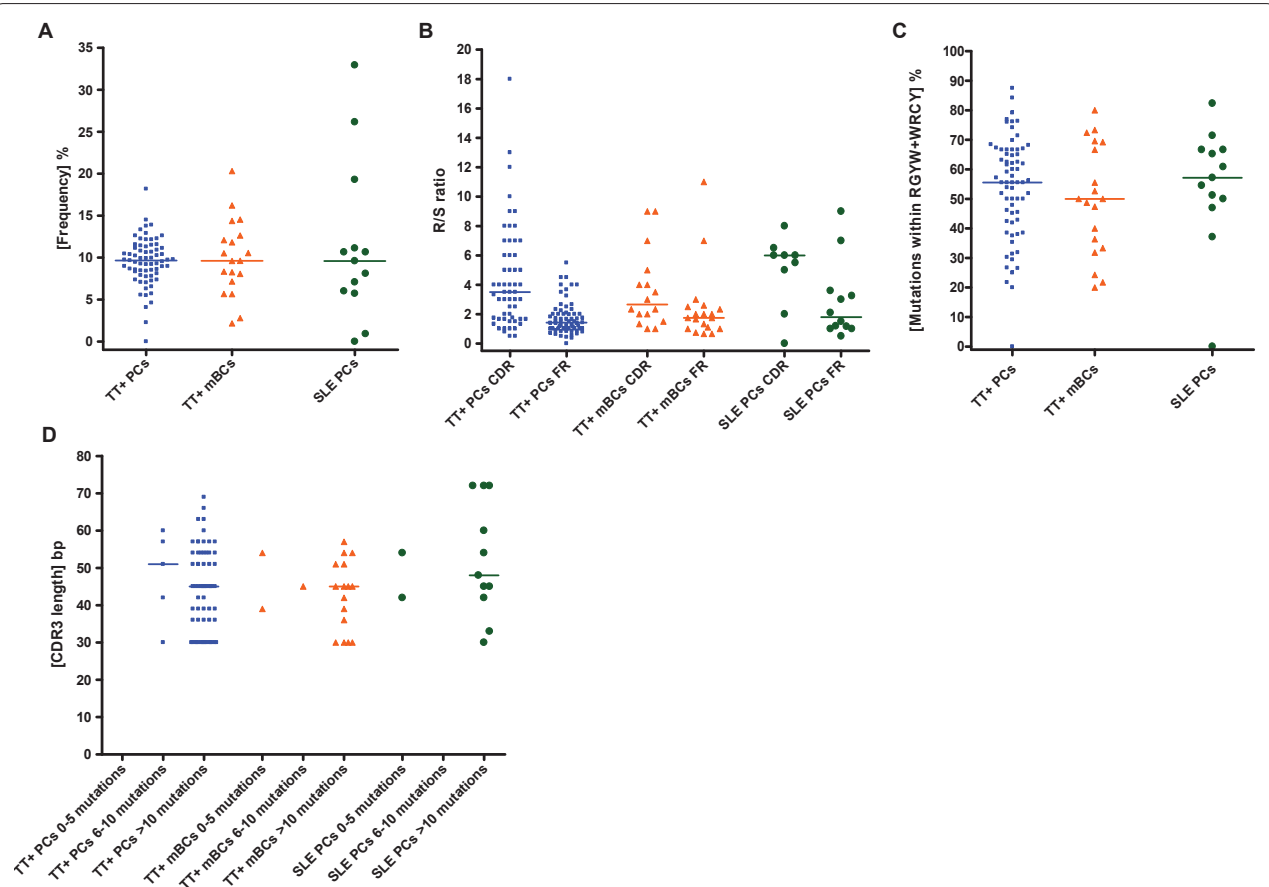 A
[Frequency] %
35
30
25
20
15
10
5
0
TT+ PCs
TT+ mBCs
SLE PCs
B
R/S ratio
20
18
16
14
12
10
8
6
4
2
0
TT+ PCs CDR
TT+ PCs FR
TT+ mBCs CDR
TT+ mBCs FR
SLE PCs CDR
SLE PCs FR
C
[Mutations within RGYW+WRCY] %
100
90
80
70
60
50
40
30
20
10
0
TT+ PCs
TT+ mBCs
SLE PCs
D
[CDR3 length] bp
80
70
60
50
40
30
20
10
0
TT+ PCs 0-5 mutations
TT+ PCs 6-10 mutations
TT+ PCs >10 mutations
TT+ mBCs 0-5 mutations
TT+ mBCs 6-10 mutations
TT+ mBCs >10 mutations
SLE PCs 0-5 mutations
SLE PCs 6-10 mutations
SLE PCs >10 mutations